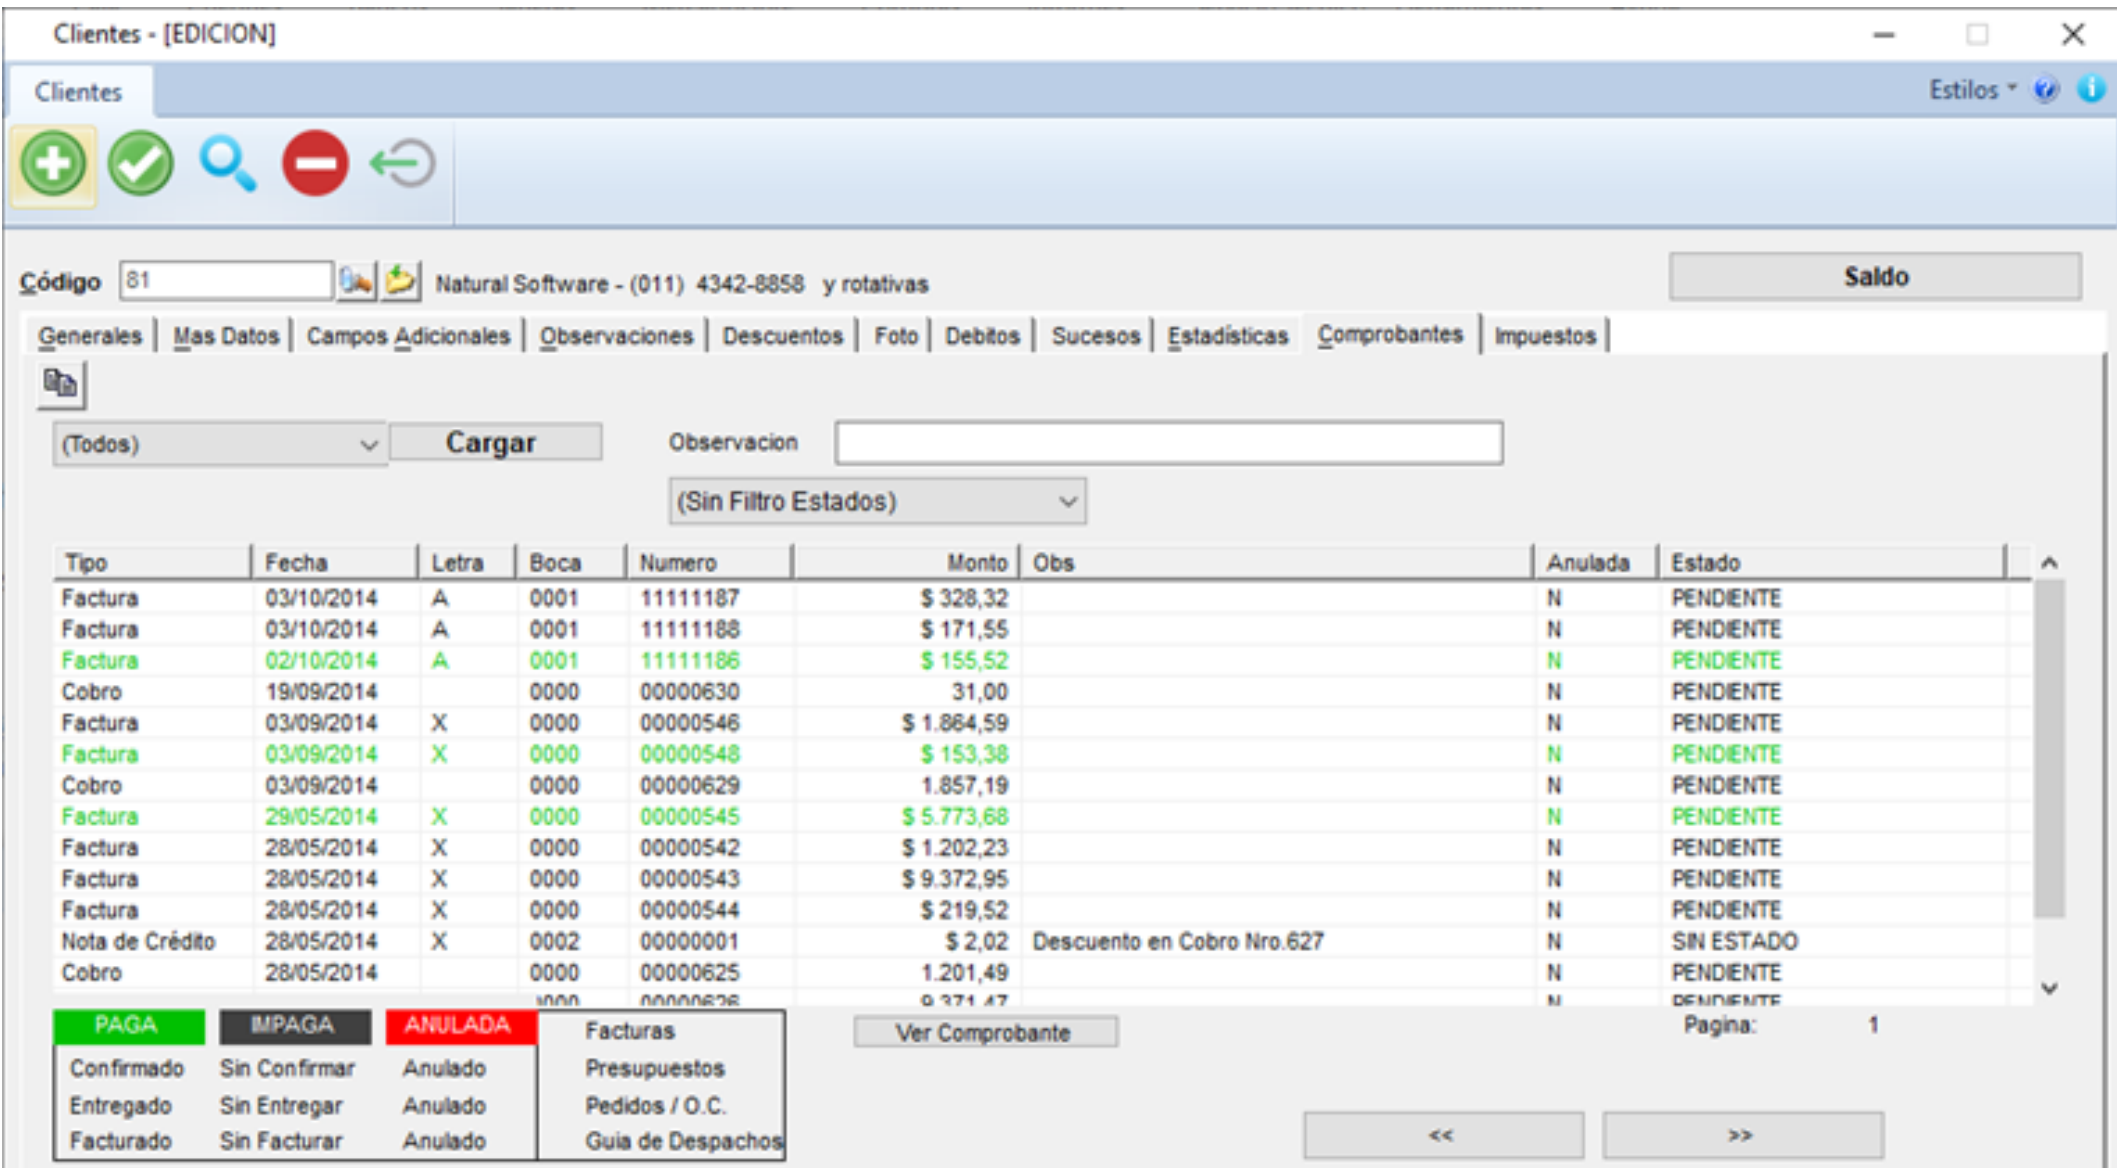 Clientes - [EDICION]
Clientes
Estilos
Código 81 Natural Software - (011) 4342-8858 y rotativas
Saldo
Generales Mas Datos Campos Adicionales Observaciones Descuentos Foto Debitos Sucesos Estadísticas Comprobantes Impuestos
(Todos) Cargar Observacion
(Sin Filtro Estados)
Tipo Fecha Letra Boca Numero Monto Obs Anulada Estado
Factura 03/10/2014 A 0001 11111187 $ 328,32 N PENDIENTE
Factura 03/10/2014 A 0001 11111188 $ 171,55 N PENDIENTE
Factura 02/10/2014 A 0001 11111186 $ 155,52 N PENDIENTE
Cobro 19/09/2014 0000 00000630 31,00 N PENDIENTE
Factura 03/09/2014 X 0000 00000546 $ 1.864,59 N PENDIENTE
Factura 03/09/2014 X 0000 00000548 $ 153,38 N PENDIENTE
Cobro 03/09/2014 0000 00000629 1.857,19 N PENDIENTE
Factura 29/05/2014 X 0000 00000545 $ 5.773,68 N PENDIENTE
Factura 28/05/2014 X 0000 00000542 $ 1.202,23 N PENDIENTE
Factura 28/05/2014 X 0000 00000543 $ 9.372,95 N PENDIENTE
Factura 28/05/2014 X 0000 00000544 $ 219,52 N PENDIENTE
Nota de Crédito 28/05/2014 X 0002 00000001 $ 2,02 Descuento en Cobro Nro.627 N SIN ESTADO
Cobro 28/05/2014 0000 00000625 1.201,49 N PENDIENTE
00000626 9.371,47 N PENDIENTE
PAGA IMPAGA ANULADA Facturas
Ver Comprobante
Pagina: 1
Confirmado Sin Confirmar Anulado Presupuestos
Entregado Sin Entregar Anulado Pedidos / O.C.
Facturado Sin Facturar Anulado Guia de Despachos
<< >>